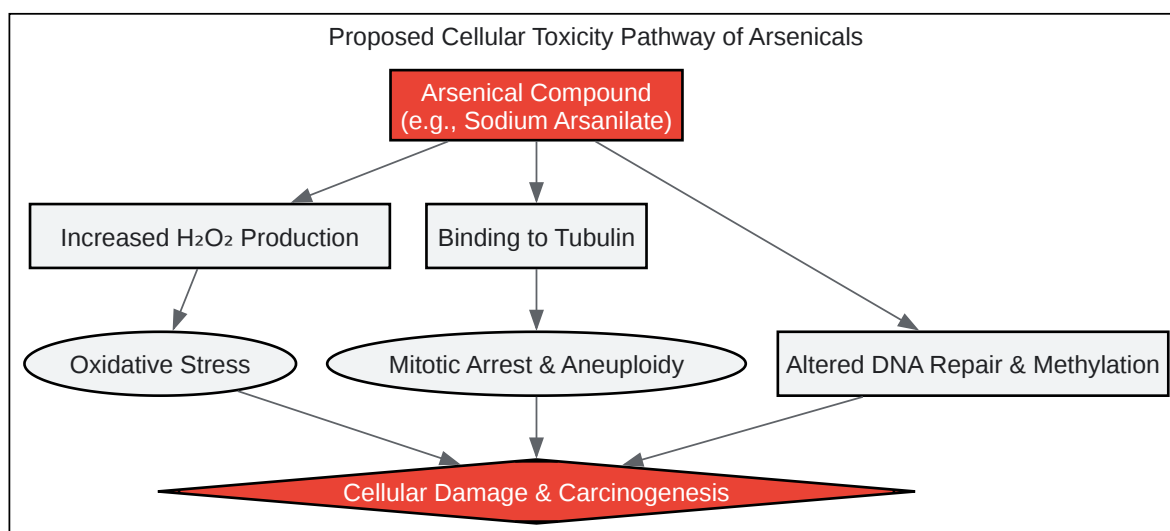 Proposed Cellular Toxicity Pathway of Arsenicals
Arsenical Compound
(e.g., Sodium Arsanilate)
Increased H₂O₂ Production
Binding to Tubulin
Oxidative Stress
Mitotic Arrest & Aneuploidy
Altered DNA Repair & Methylation
Cellular Damage & Carcinogenesis